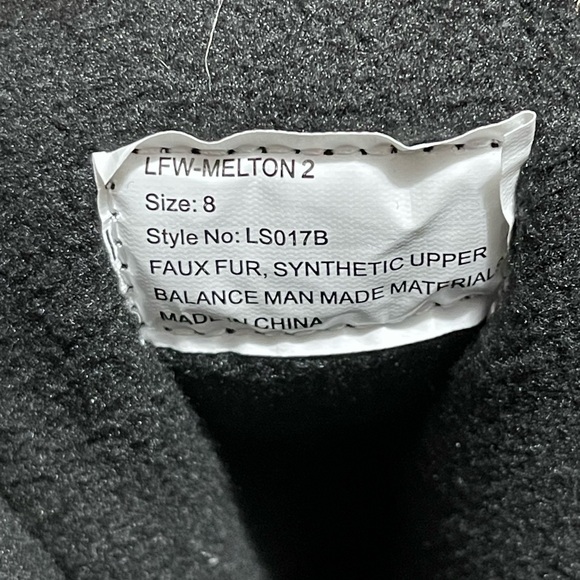 LFW-MELTON 2
Size: 8
Style No: LS017B
FAUX FUR, SYNTHETIC UPPER
BALANCE MAN MADE MATERIAL
MADE IN CHINA